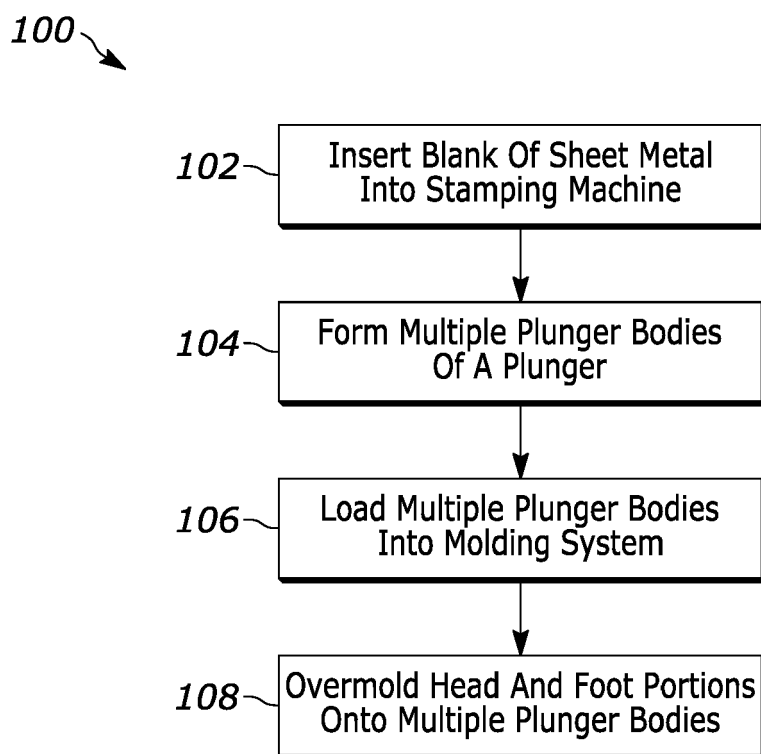 100
102
Insert Blank Of Sheet Metal
Into Stamping Machine
104
Form Multiple Plunger Bodies
Of A Plunger
106
Load Multiple Plunger Bodies
Into Molding System
108
Overmold Head And Foot Portions
Onto Multiple Plunger Bodies